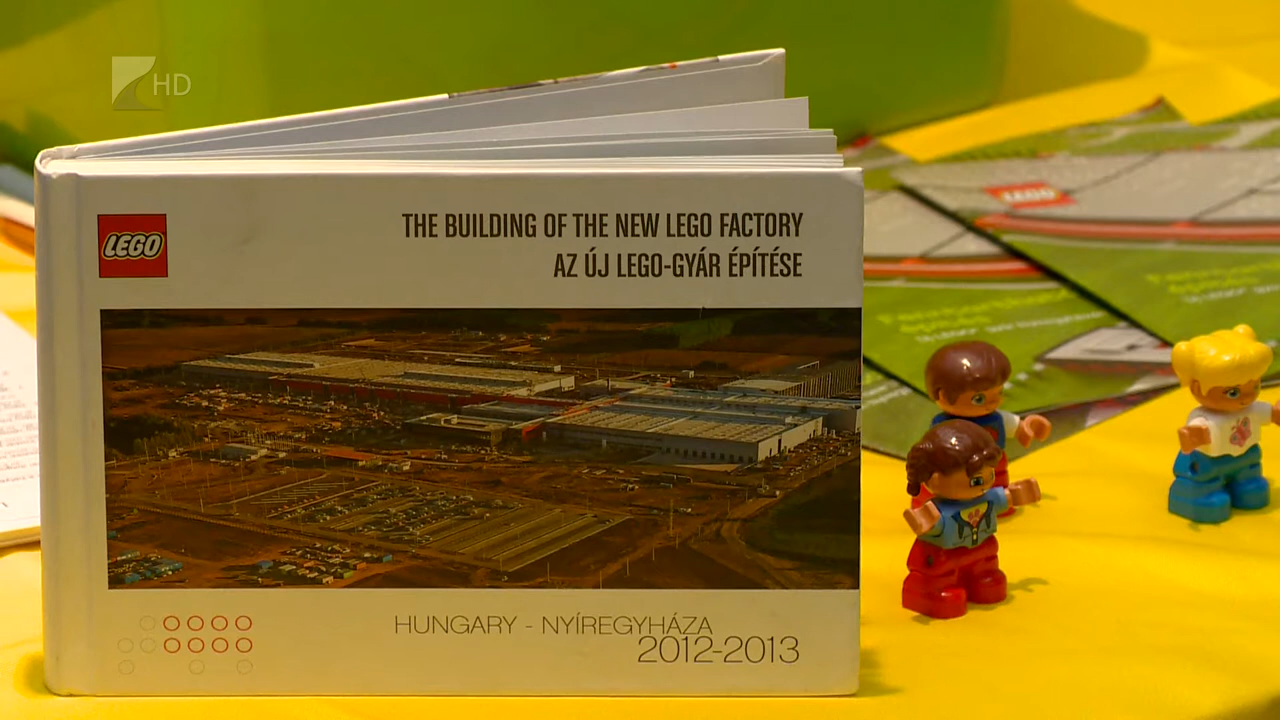 HD
THE BUILDING OF THE NEW LEGO FACTORY
LEGO
AZ ÚJ LEGO-GYÁR ÉPÍTÉSE
HUNGARY - NYÍREGYHÁZA
2012-2013
LEGO